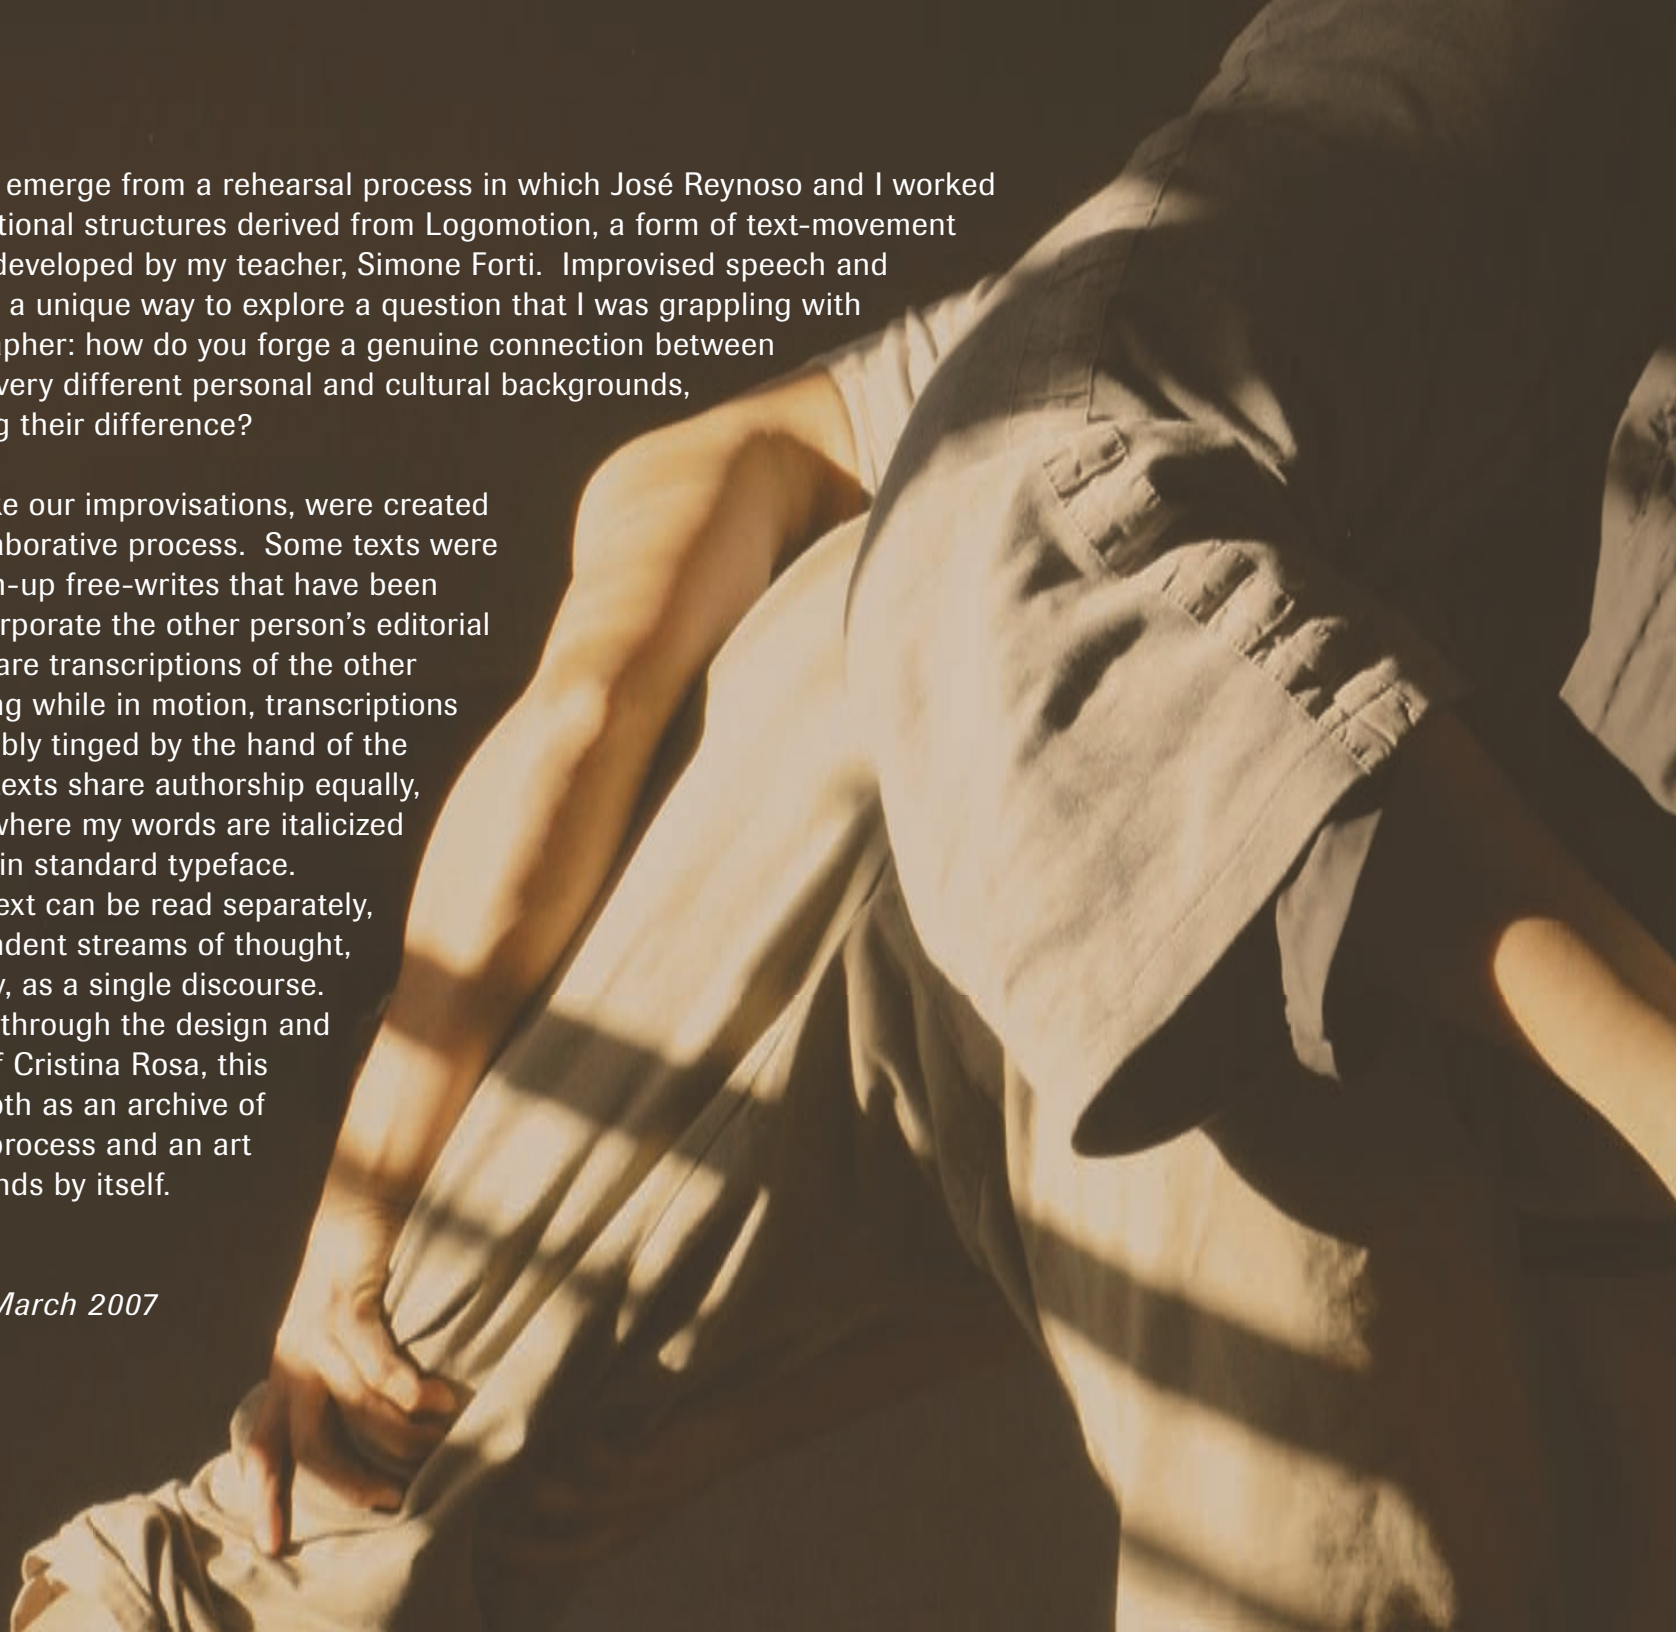 emerge from a rehearsal process in which José Reynoso and I worked
tional structures derived from Logomotion, a form of text-movement
developed by my teacher, Simone Forti. Improvised speech and
a unique way to explore a question that I was grappling with
pher: how do you forge a genuine connection between
very different personal and cultural backgrounds,
g their difference?
ke our improvisations, were created
aborative process. Some texts were
-up free-writes that have been
rporate the other person's editorial
are transcriptions of the other
ng while in motion, transcriptions
bly tinged by the hand of the
exts share authorship equally,
where my words are italicized
in standard typeface.
ext can be read separately,
ndent streams of thought,
y, as a single discourse.
through the design and
f Cristina Rosa, this
oth as an archive of
process and an art
nds by itself.
March 2007